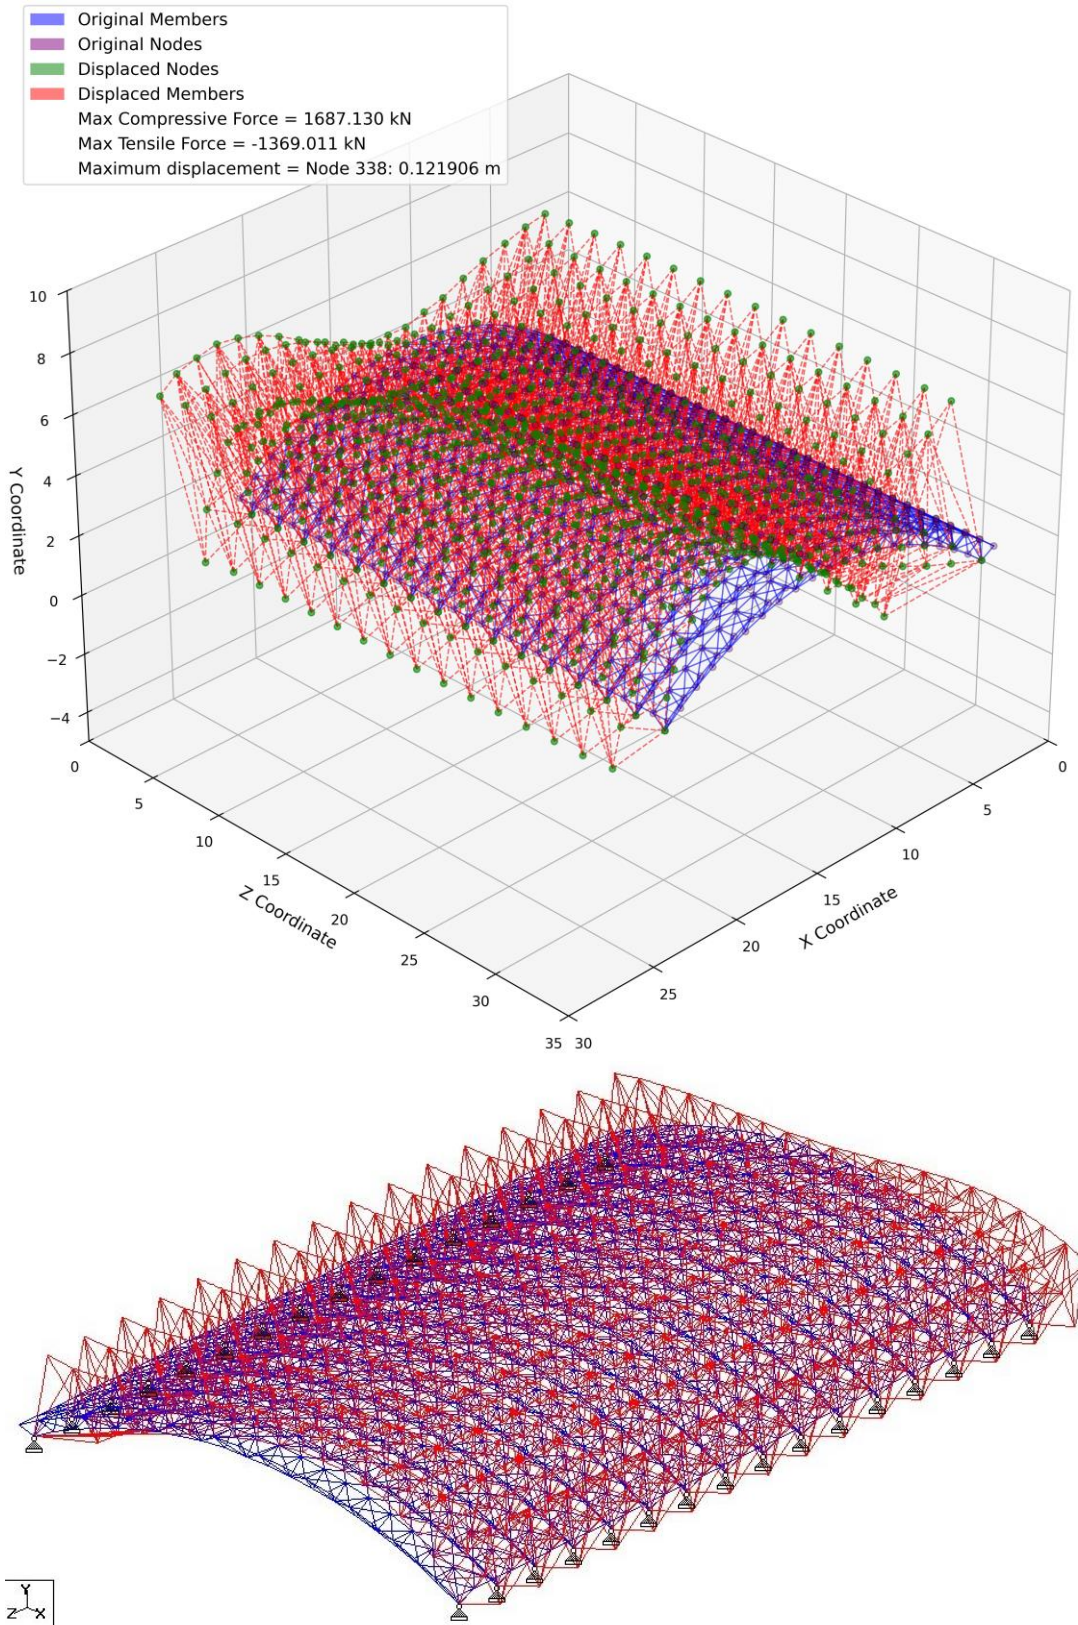 Original Members
Original Nodes
Displaced Nodes
Displaced Members
Max Compressive Force = 1687.130 kN
Max Tensile Force = -1369.011 kN
Maximum displacement = Node 338: 0.121906 m
10
8
6
4
2
0
−2
−4
Y Coordinate
0
5
10
15
20
25
30
35
Z Coordinate
30
25
20
15
10
5
0
X Coordinate
Y
Z X